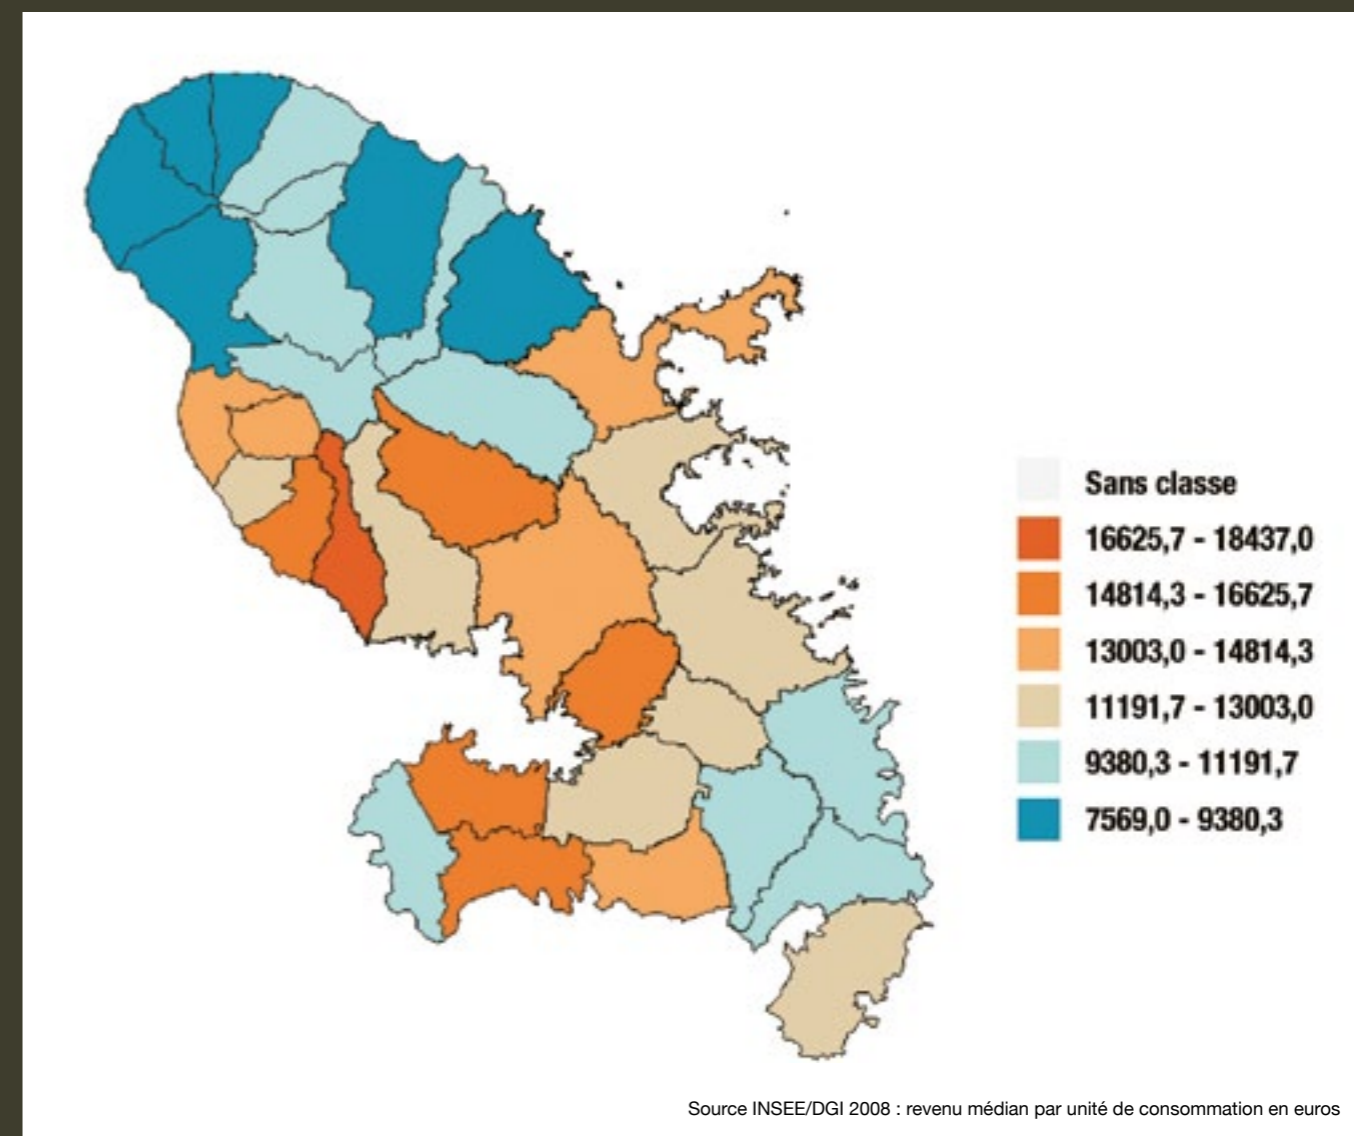 Sans classe
16625,7 - 18437,0
14814,3 - 16625,7
13003,0 - 14814,3
11191,7 - 13003,0
9380,3 - 11191,7
7569,0 - 9380,3
Source INSEE/DGI 2008 : revenu médian par unité de consommation en euros